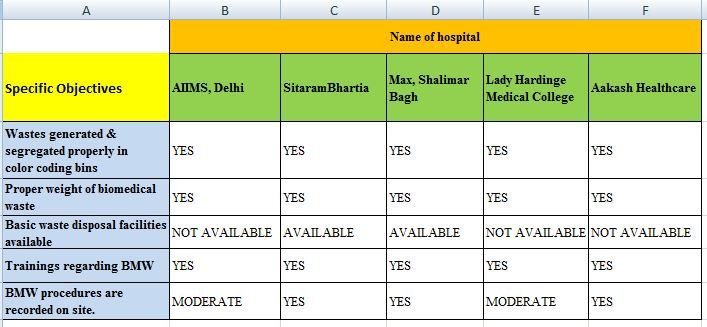 A B C D E F
Name of hospital
Specific Objectives AIIMS, Delhi SitaramBhartia Max, Shalimar Bagh Lady Hardinge Medical College Aakash Healthcare
Wastes generated &
segregated properly in
color coding bins
YES YES YES YES YES
Proper weight of biomedical
waste
YES YES YES YES YES
Basic waste disposal facilities
available
NOT AVAILABLE AVAILABLE AVAILABLE NOT AVAILABLE NOT AVAILABLE
Trainings regarding BMW YES YES YES YES YES
BMW procedures are
recorded on site.
MODERATE YES YES MODERATE YES